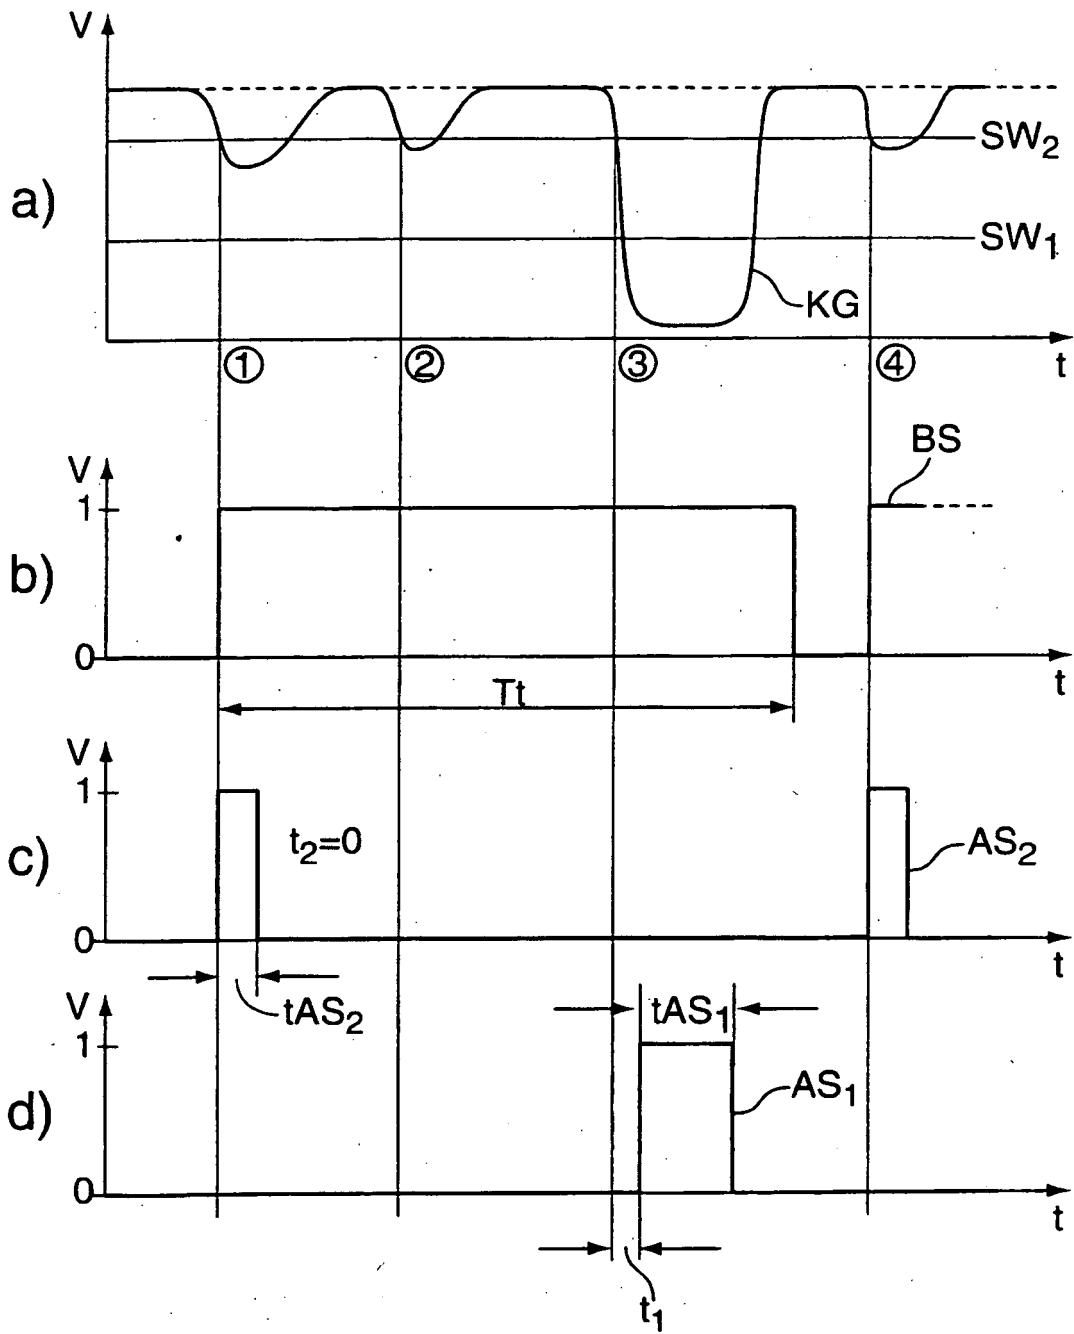 V
SW₂
a)
SW₁
KG
① ② ③ ④ t
BS
V
1
b)
0
t
Tt
V
1
t₂=0
AS₂
c)
0
t
tAS₂
V
tAS₁
1
AS₁
d)
0
t
t₁